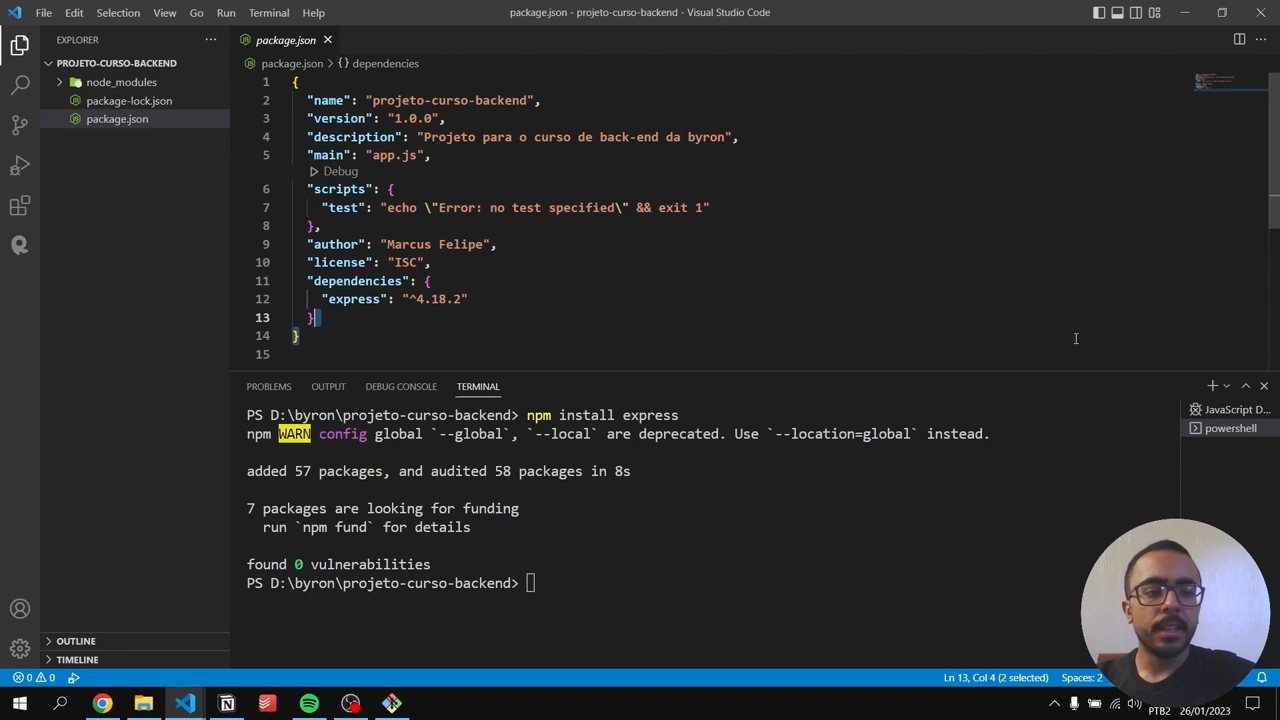 File Edit Selection View Go Run Terminal Help
package.json - projeto-curso-backend - Visual Studio Code
EXPLORER
PROJETO-CURSO-BACKEND
node_modules
package-lock.json
package.json
OUTLINE
TIMELINE
package.json
package.json > {} dependencies
1 {
2 "name": "projeto-curso-backend",
3 "version": "1.0.0",
4 "description": "Projeto para o curso de back-end da byron",
5 "main": "app.js",
Debug
6 "scripts": {
7 "test": "echo \"Error: no test specified\" && exit 1"
8 },
9 "author": "Marcus Felipe",
10 "license": "ISC",
11 "dependencies": {
12 "express": "^4.18.2"
13 }
14 }
15
PROBLEMS OUTPUT DEBUG CONSOLE TERMINAL
PS D:\byron\projeto-curso-backend> npm install express
npm WARN config global `--global`, `--local` are deprecated. Use `--location=global` instead.
added 57 packages, and audited 58 packages in 8s
7 packages are looking for funding
run `npm fund` for details
found 0 vulnerabilities
PS D:\byron\projeto-curso-backend>
JavaScript D...
powershell
0 0
Ln 13, Col 4 (2 selected) Spaces: 2
PTB2 26/01/2023